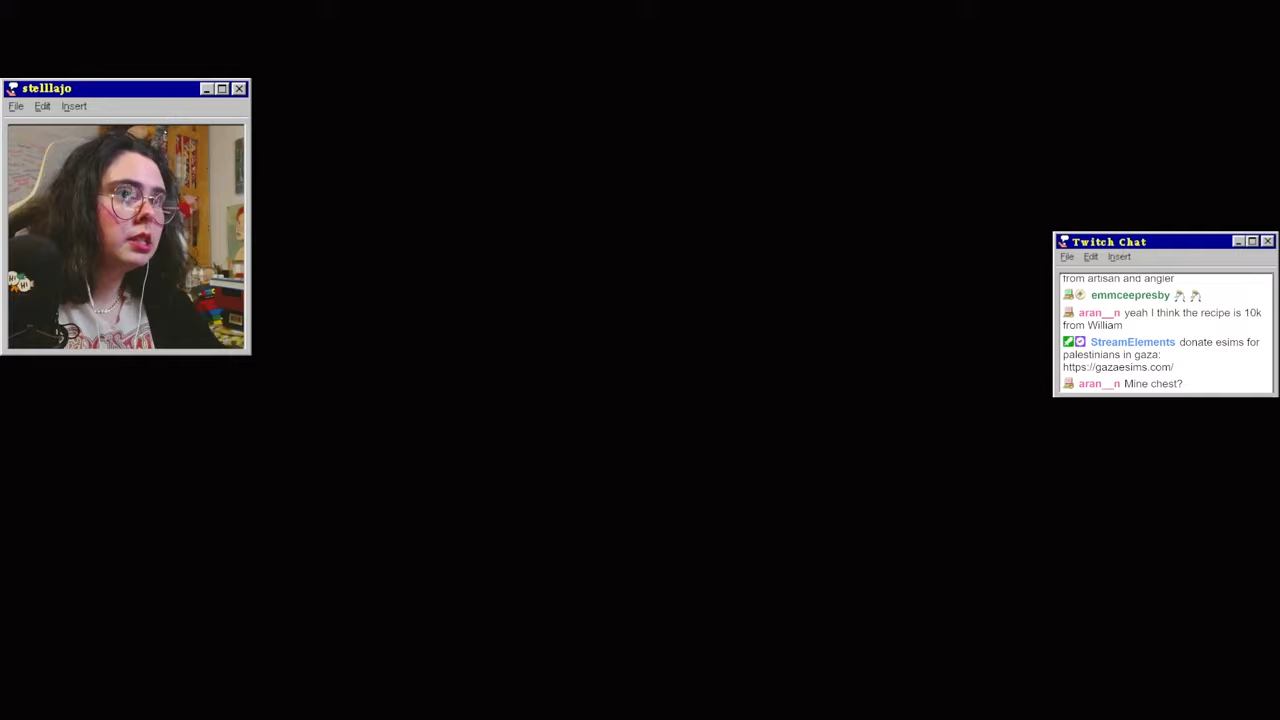 stelllajo
File Edit Insert
Twitch Chat
File Edit Insert
from artisan and angler
emmceepresby
aran__n yeah I think the recipe is 10k
from William
StreamElements donate esims for
palestinians in gaza:
https://gazaesims.com/
aran__n Mine chest?